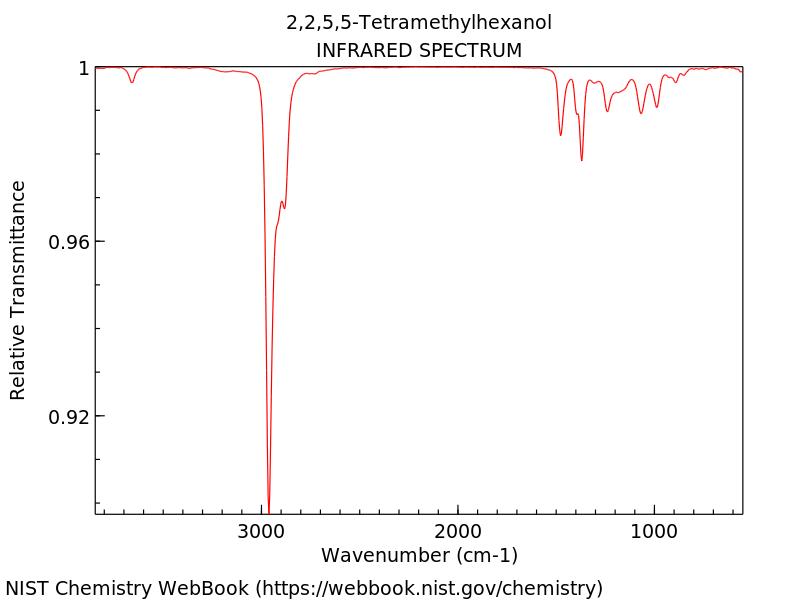 2,2,5,5-Tetramethylhexanol
INFRARED SPECTRUM
1
0.96
0.92
Relative Transmittance
3000 2000 1000
Wavenumber (cm-1)
NIST Chemistry WebBook (https://webbook.nist.gov/chemistry)